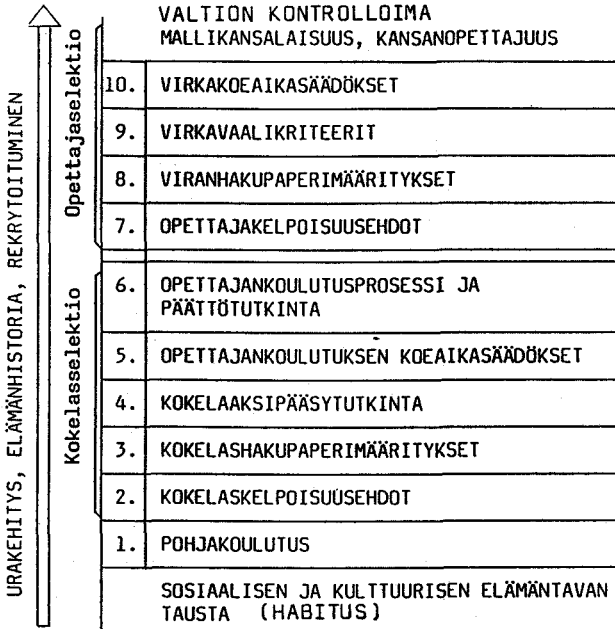 VALTION KONTROLLOIMA
MALLIKANSALAISUUS, KANSANOPETTAJUUS
10. VIRKAKOEAIKASÄÄDÖKSET
9. VIRKAVAALIKRITEERIT
8. VIRANHAKUPAPERIMÄÄRITYKSET
7. OPETTAJAKELPOISUUSEHDOT
6. OPETTAJANKOULUTUSPROSESSI JA
PÄÄTTÖTUTKINTA
5. OPETTAJANKOULUTUKSEN KOEAIKASÄÄDÖKSET
4. KOKELAAKSIPÄÄSYTUTKINTA
3. KOKELASHAKUPAPERIMÄÄRITYKSET
2. KOKELASKELPOISUUSEHDOT
1. POHJAKOULUTUS
SOSIAALISEN JA KULTTUURISEN ELÄMÄNTAVAN
TAUSTA (HABITUS)
Opettajaselektio
Kokelasselektio
URAKEHITYS, ELÄMÄNHISTORIA, REKRYTOITUMINEN